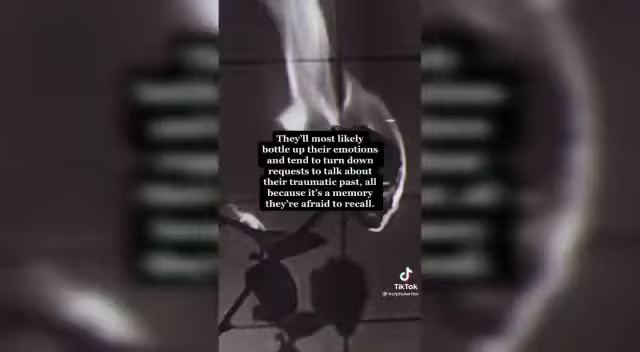 They'll most likely
bottle up their emotions
and tend to turn down
requests to talk about
their traumatic past, all
because it's a memory
they're afraid to recall.
TikTok
@helpfulwriter